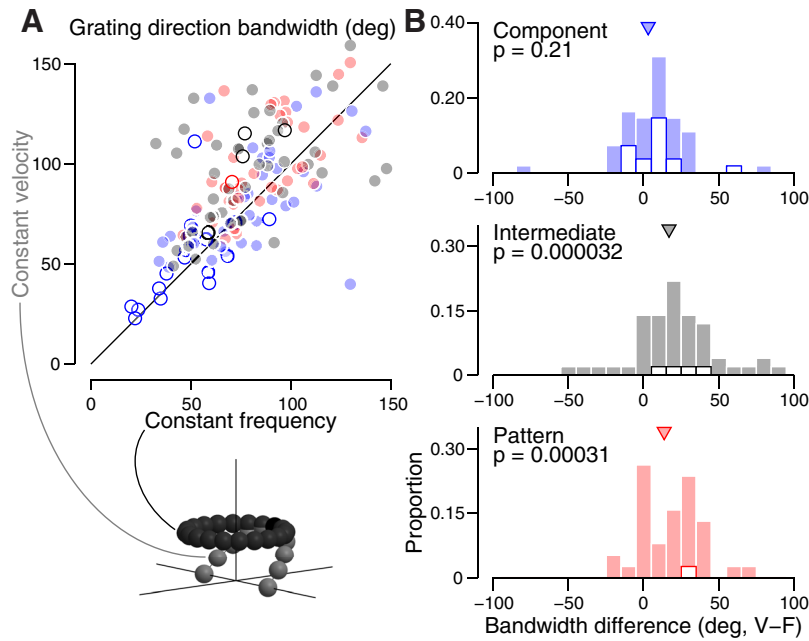 A
Grating direction bandwidth (deg)
150
100
50
0
Constant velocity
0
50
100
150
Constant frequency
B
0.40
0.20
0
Component
p = 0.21
−100
−50
0
50
100
0.30
0.15
0
Intermediate
p = 0.000032
−100
−50
0
50
100
0.30
0.15
0
Proportion
Pattern
p = 0.00031
−100
−50
0
50
100
Bandwidth difference (deg, V−F)